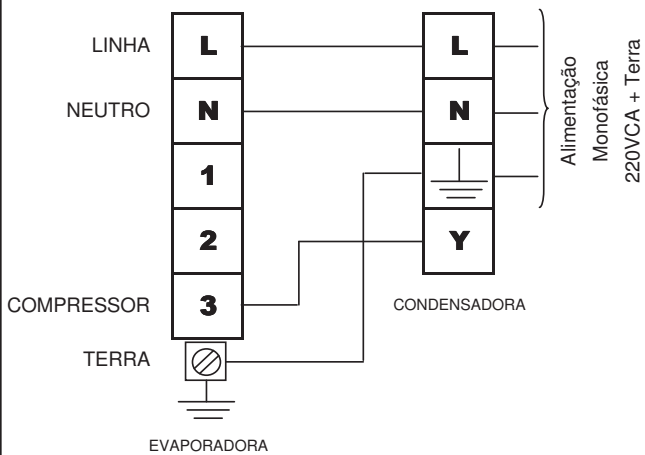 LINHA L L
NEUTRO N N
1
2 Y
COMPRESSOR 3 CONDENSADORA
TERRA
EVAPORADORA
Alimentação
Monofásica
220VCA + Terra